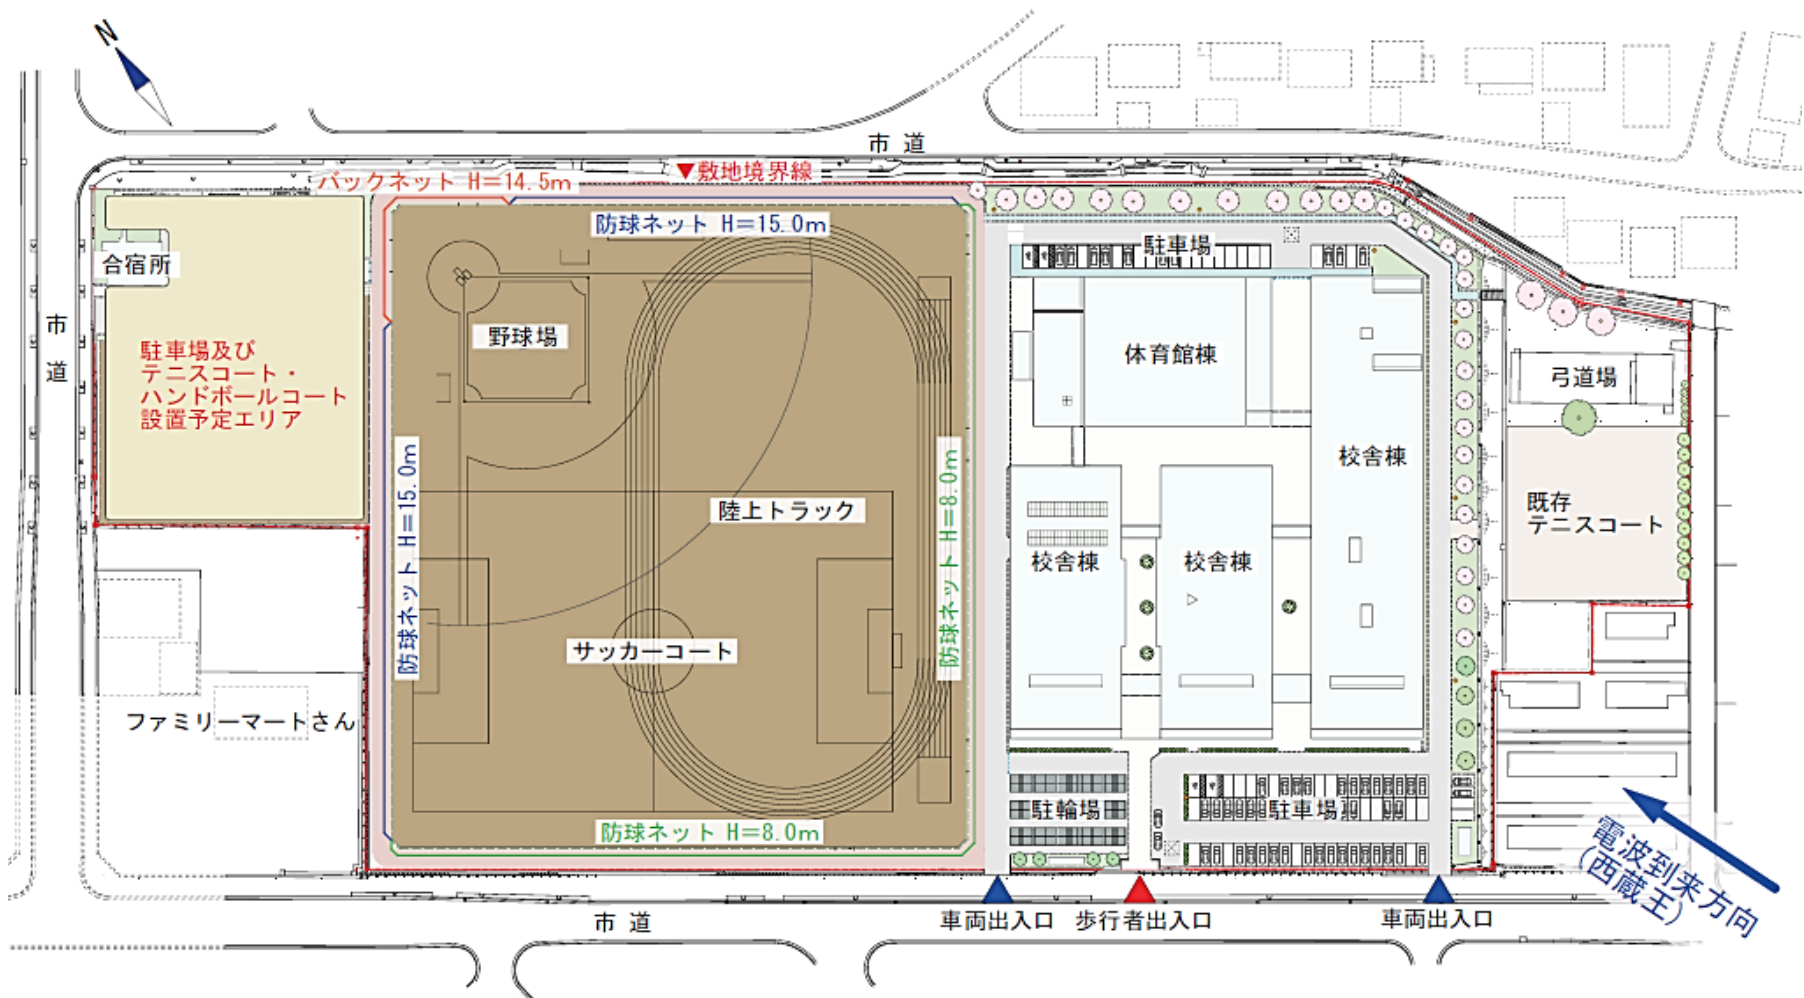 N
市道
▼敷地境界線
バックネット H=14.5m
防球ネット H=15.0m
合宿所
駐車場
市道
野球場
体育館棟
駐車場及び
テニスコート・
ハンドボールコート
設置予定エリア
弓道場
校舎棟
防球ネット H=15.0m
陸上トラック
防球ネット H=8.0m
既存
テニスコート
校舎棟
校舎棟
サッカーコート
ファミリーマートさん
防球ネット H=8.0m
駐輪場
駐車場
電波到来方向
(西蔵王)
市道
車両出入口
歩行者出入口
車両出入口